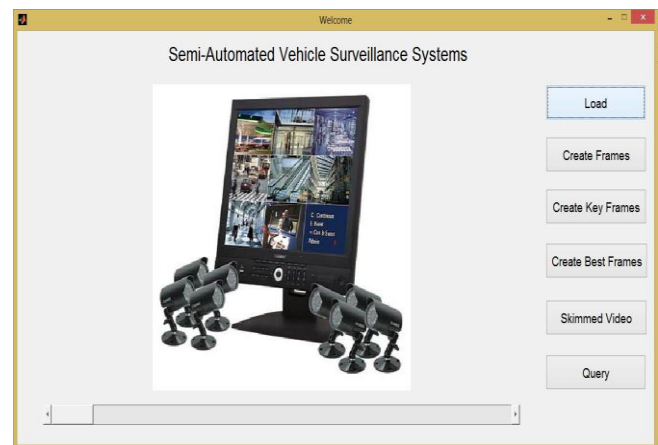 Welcome
Semi-Automated Vehicle Surveillance Systems
Load
Create Frames
Create Key Frames
Create Best Frames
Skimmed Video
Query